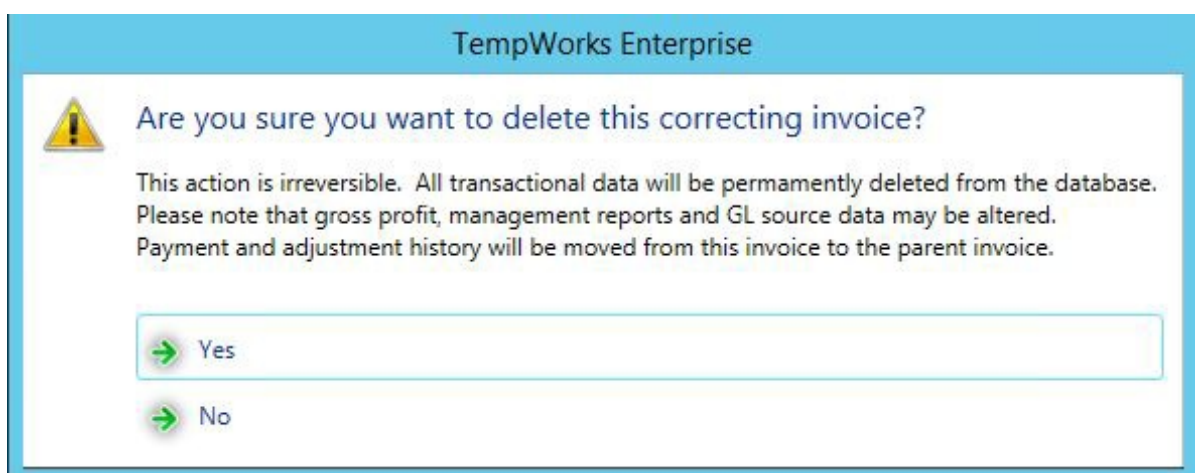 TempWorks Enterprise
Are you sure you want to delete this correcting invoice?
This action is irreversible.  All transactional data will be permamently deleted from the database.
Please note that gross profit, management reports and GL source data may be altered.
Payment and adjustment history will be moved from this invoice to the parent invoice.
Yes
No